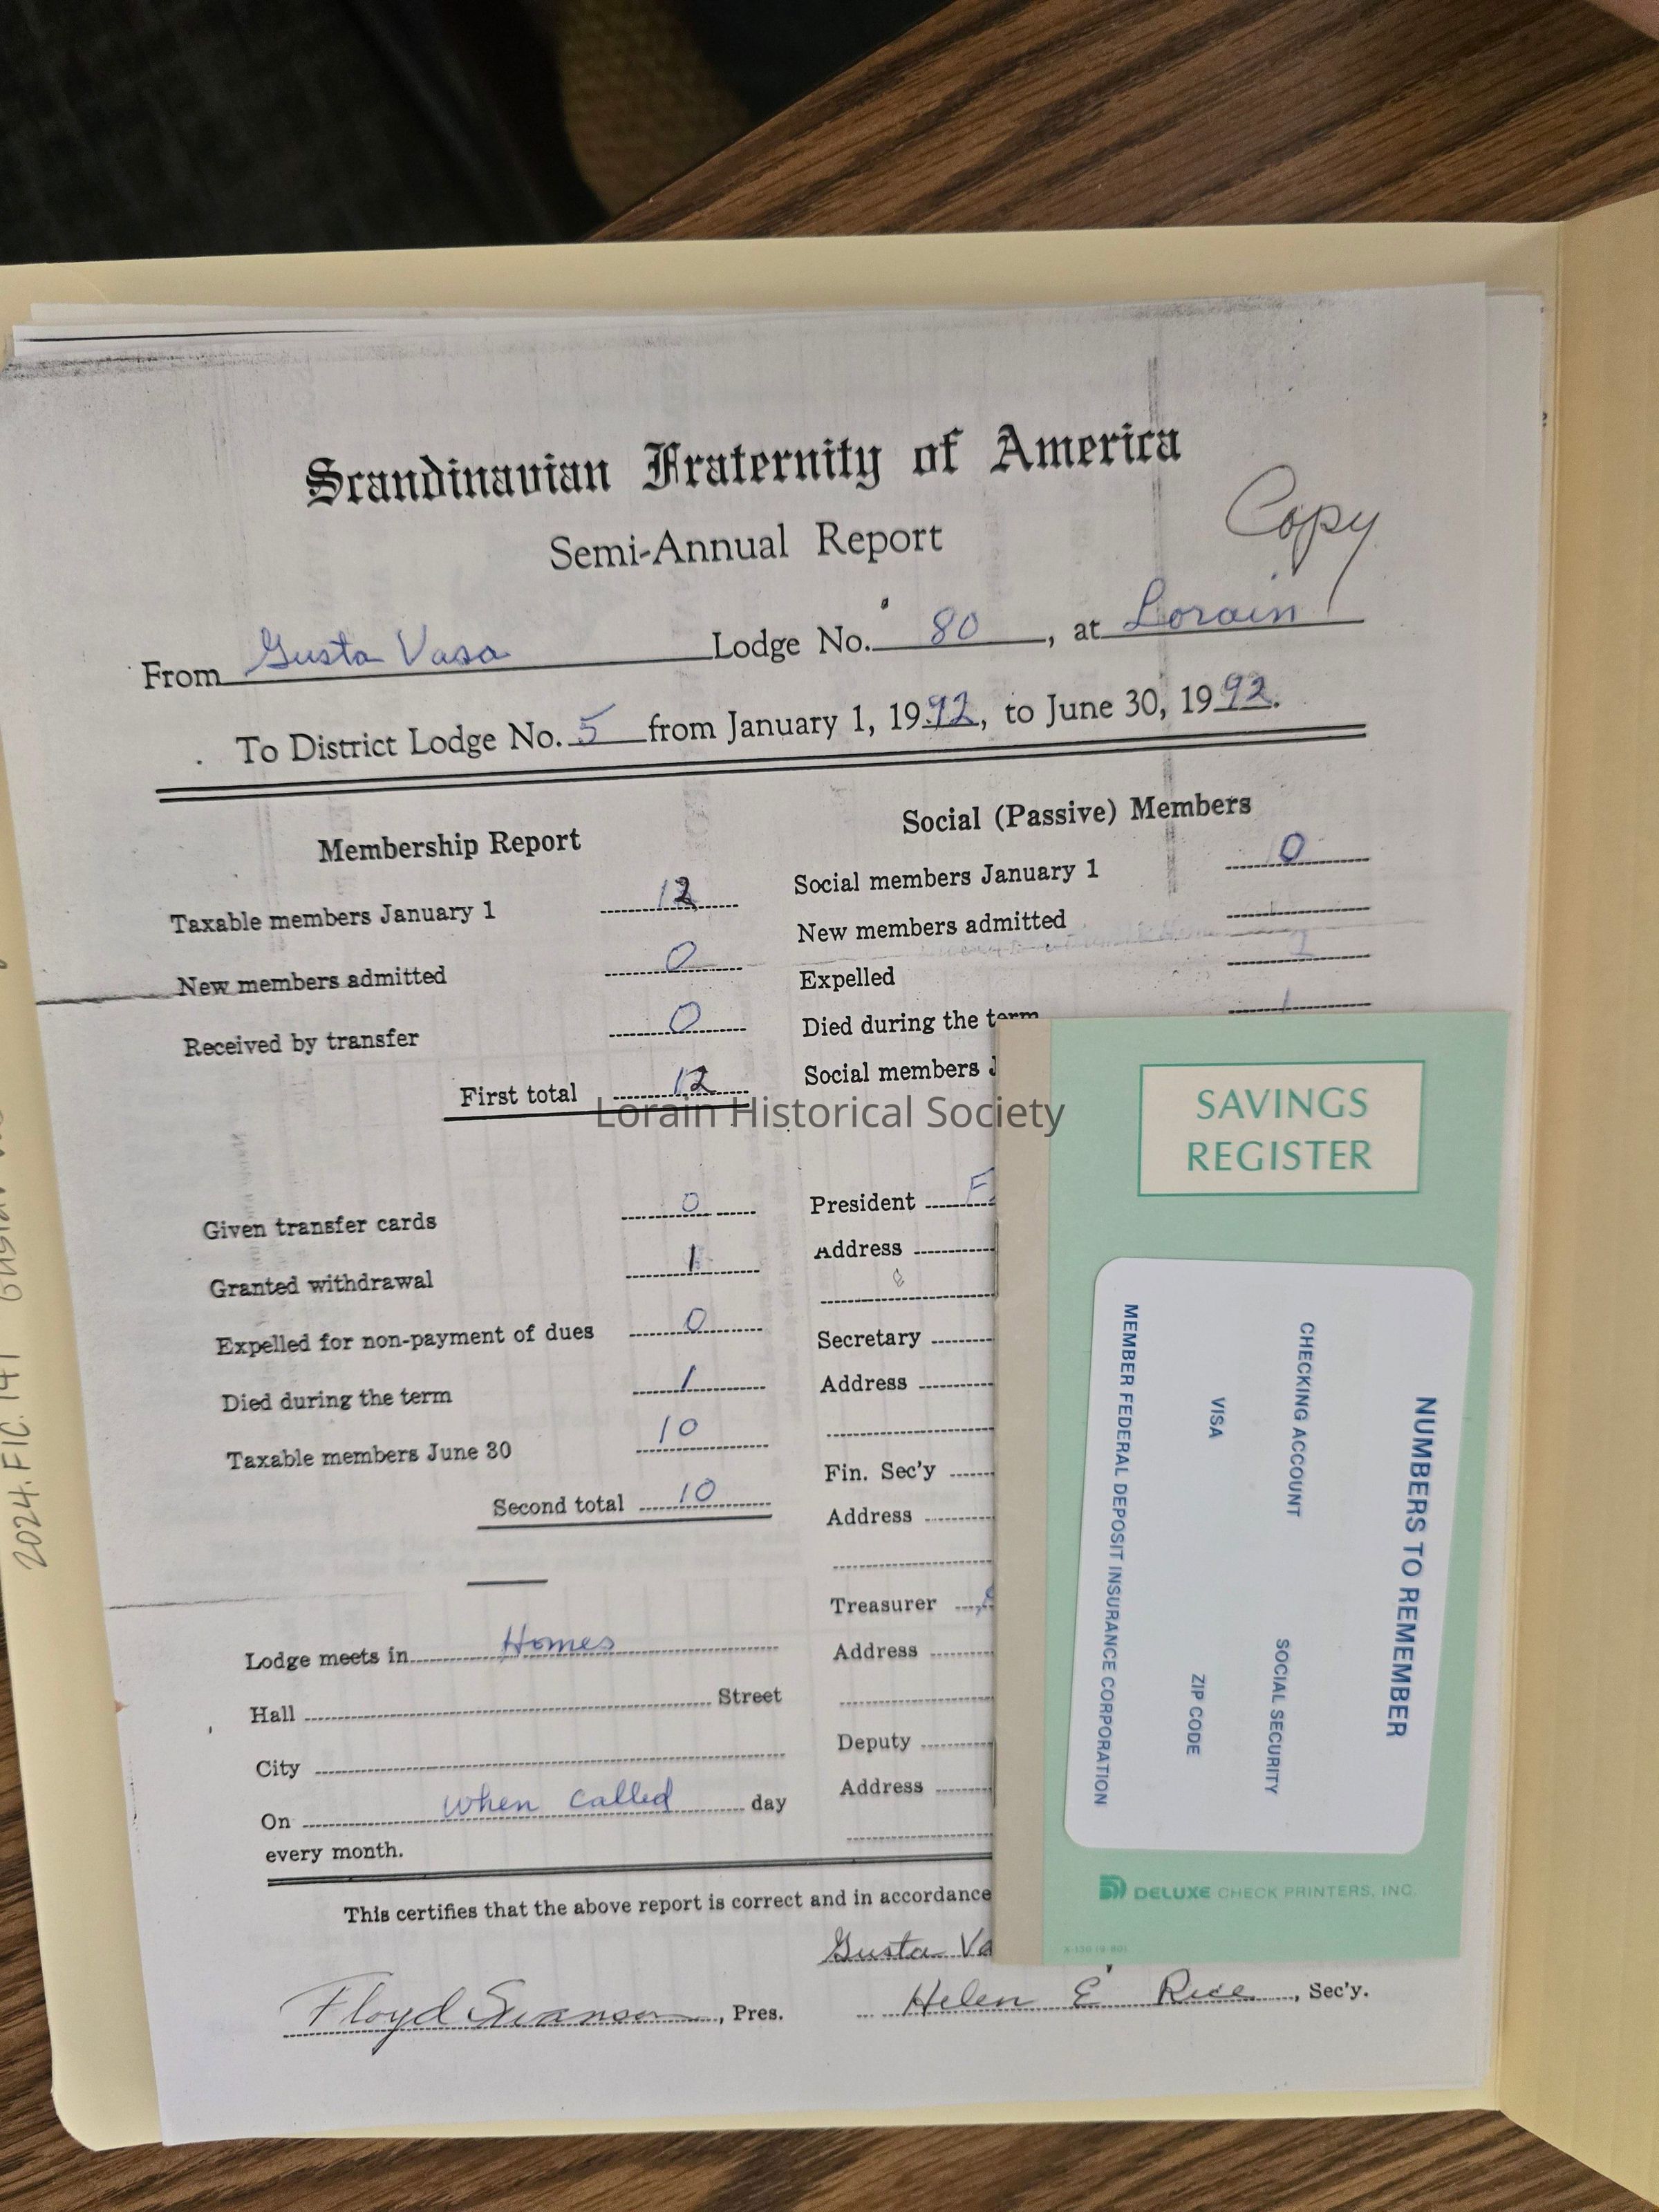 Scandinavian Fraternity of America
Copy
Semi-Annual Report
From Gusta Vasa Lodge No. 80, at Lorain
To District Lodge No. 5 from January 1, 1992, to June 30, 1992.
Membership Report
Taxable members January 1 12
New members admitted 0
Received by transfer 0
First total 12
Given transfer cards 0
Granted withdrawal 1
Expelled for non-payment of dues 0
Died during the term 1
Taxable members June 30 10
Second total 10
Lodge meets in Homes
Hall Street
City
On when called day
every month.
Social (Passive) Members
Social members January 1 0
New members admitted
Expelled
Died during the term
Social members
President
Address
Secretary
Address
Fin. Sec'y
Address
Treasurer
Address
Deputy
Address
This certifies that the above report is correct and in accordance
Gusta Va
Floyd Swanson, Pres.
Helen E Rice, Sec'y.
SAVINGS
REGISTER
NUMBERS TO REMEMBER
CHECKING ACCOUNT SOCIAL SECURITY
VISA ZIP CODE
MEMBER FEDERAL DEPOSIT INSURANCE CORPORATION
DELUXE CHECK PRINTERS, INC.
Lorain Historical Society
2024.FIC.141